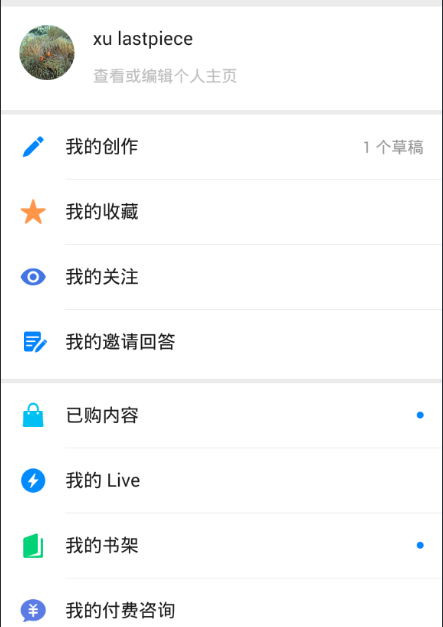 xu lastpiece
查看或编辑个人主页
我的创作 1 个草稿
我的收藏
我的关注
我的邀请回答
已购内容
我的 Live
我的书架
我的付费咨询